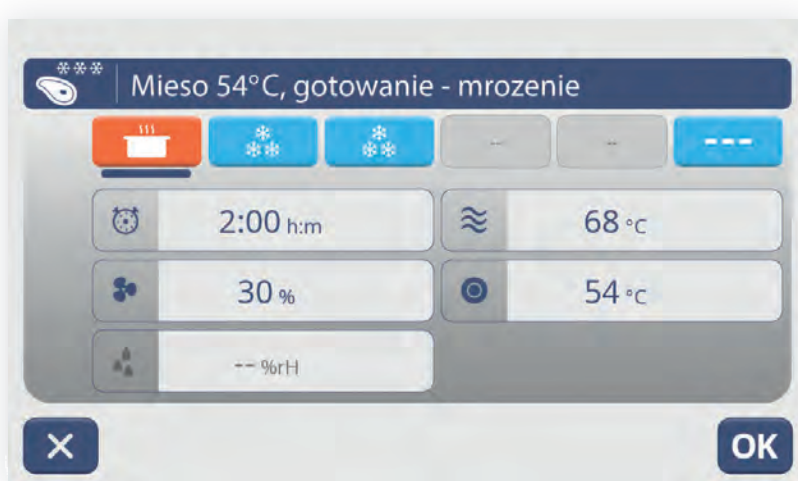 Mieso 54°C, gotowanie - mrozenie
-- -- ---
2:00 h:m 68 °C
30 % 54 °C
-- %rH
OK